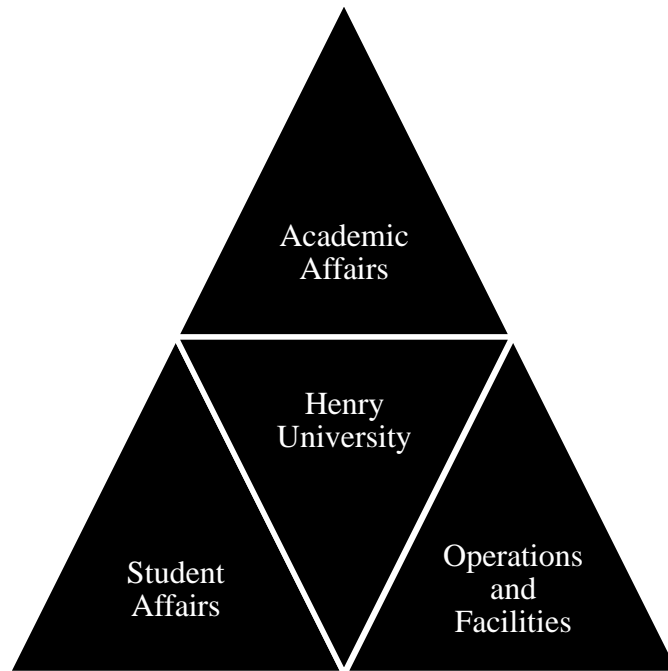 Academic
Affairs
Henry
University
Student
Affairs
Operations
and
Facilities